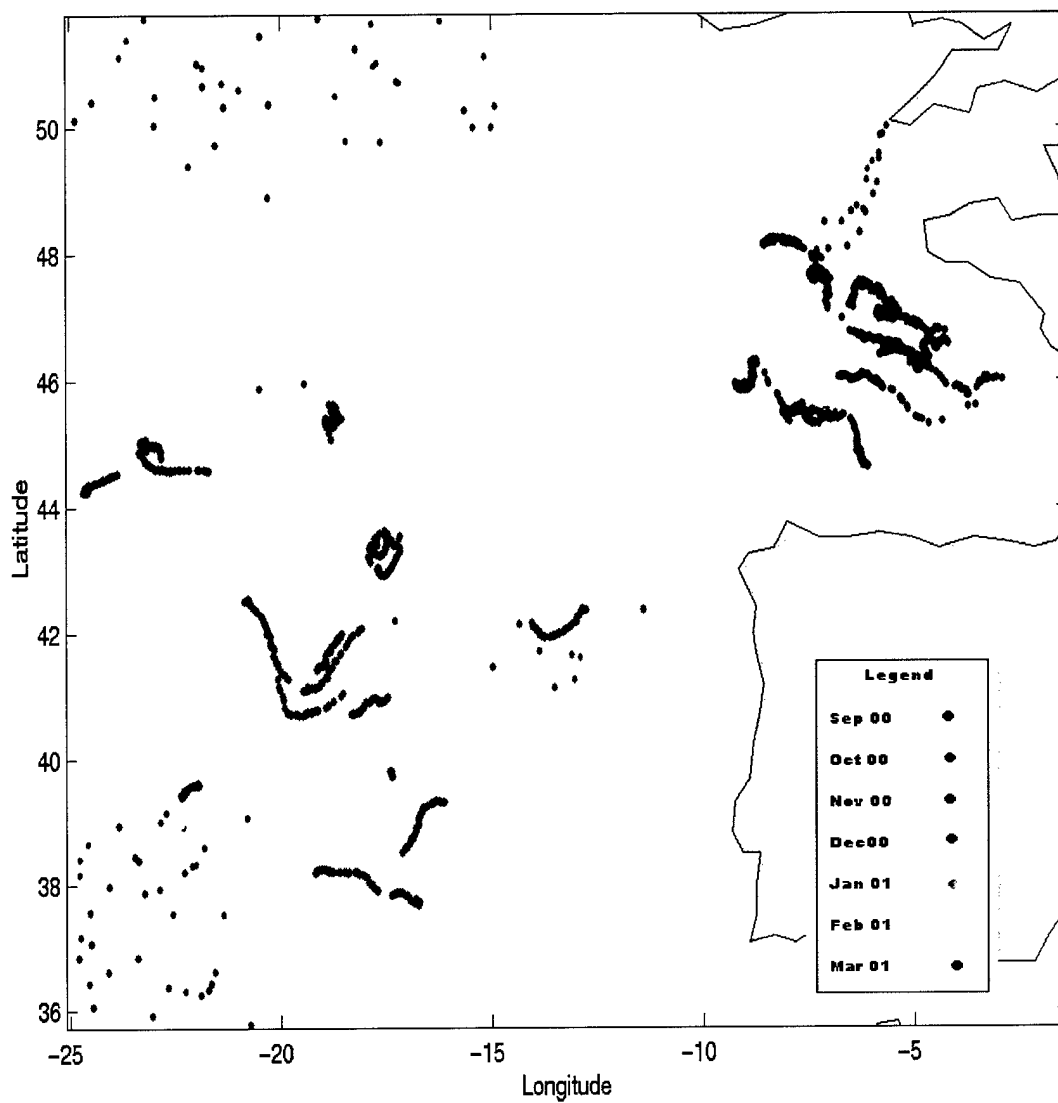 50
48
46
44
42
40
38
36
Latitude
-25
-20
-15
-10
-5
Longitude
Legend
Sep 00
Oct 00
Nov 00
Dec00
Jan 01
Feb 01
Mar 01